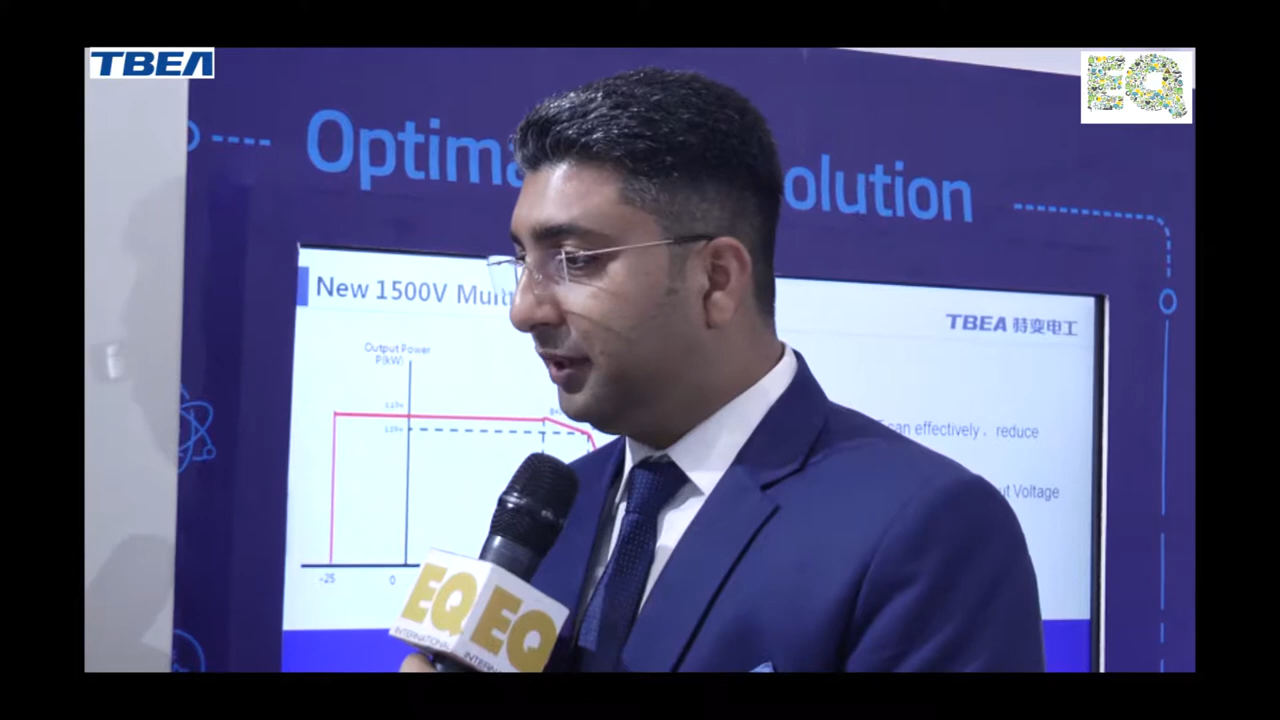 TBEA
EQ
Optima
olution
New 1500V Mult
TBEA 特变电工
Output Power
P(kW)
can effectively, reduce
ut Voltage
-25
0
EQ
INTERNATIONAL
EQ
INTERN